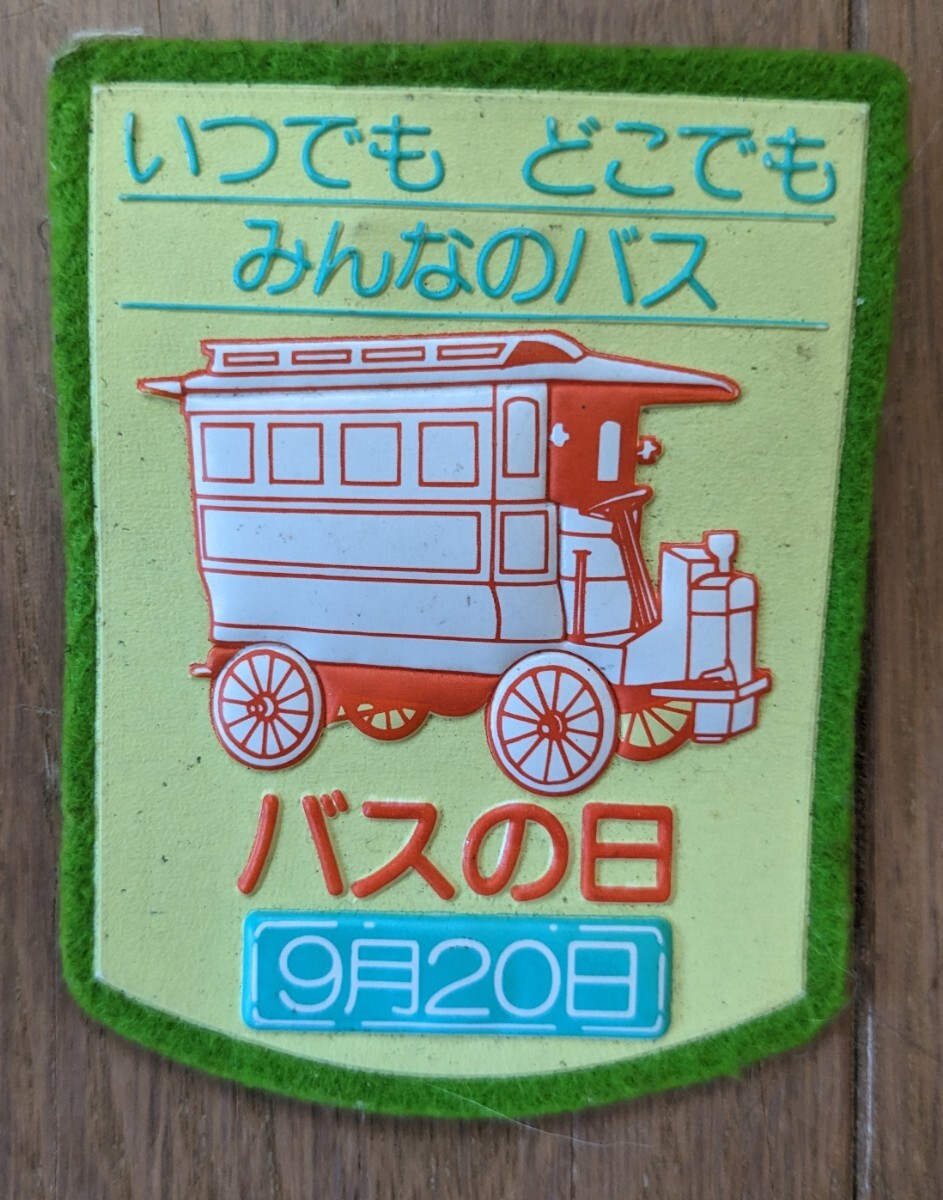 いつでも どこでも
みんなのバス
バスの日
9月20日